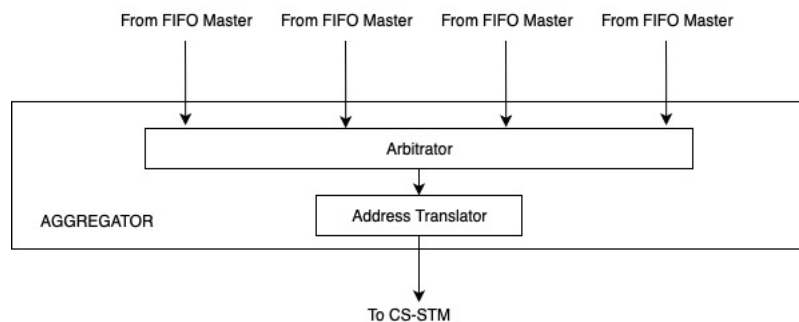 From FIFO Master From FIFO Master From FIFO Master From FIFO Master
Arbitrator
Address Translator
AGGREGATOR
To CS-STM